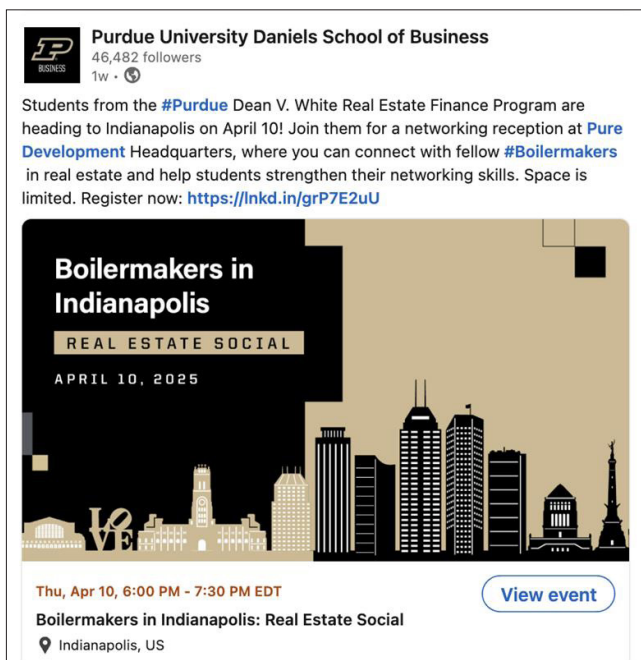 Purdue University Daniels School of Business
46,482 followers
1w •
Students from the #Purdue Dean V. White Real Estate Finance Program are
heading to Indianapolis on April 10! Join them for a networking reception at Pure
Development Headquarters, where you can connect with fellow #Boilermakers
in real estate and help students strengthen their networking skills. Space is
limited. Register now: https://lnkd.in/grP7E2uU
P
BUSINESS
Boilermakers in
Indianapolis
REAL ESTATE SOCIAL
APRIL 10, 2025
LOVE
Thu, Apr 10, 6:00 PM - 7:30 PM EDT
View event
Boilermakers in Indianapolis: Real Estate Social
Indianapolis, US